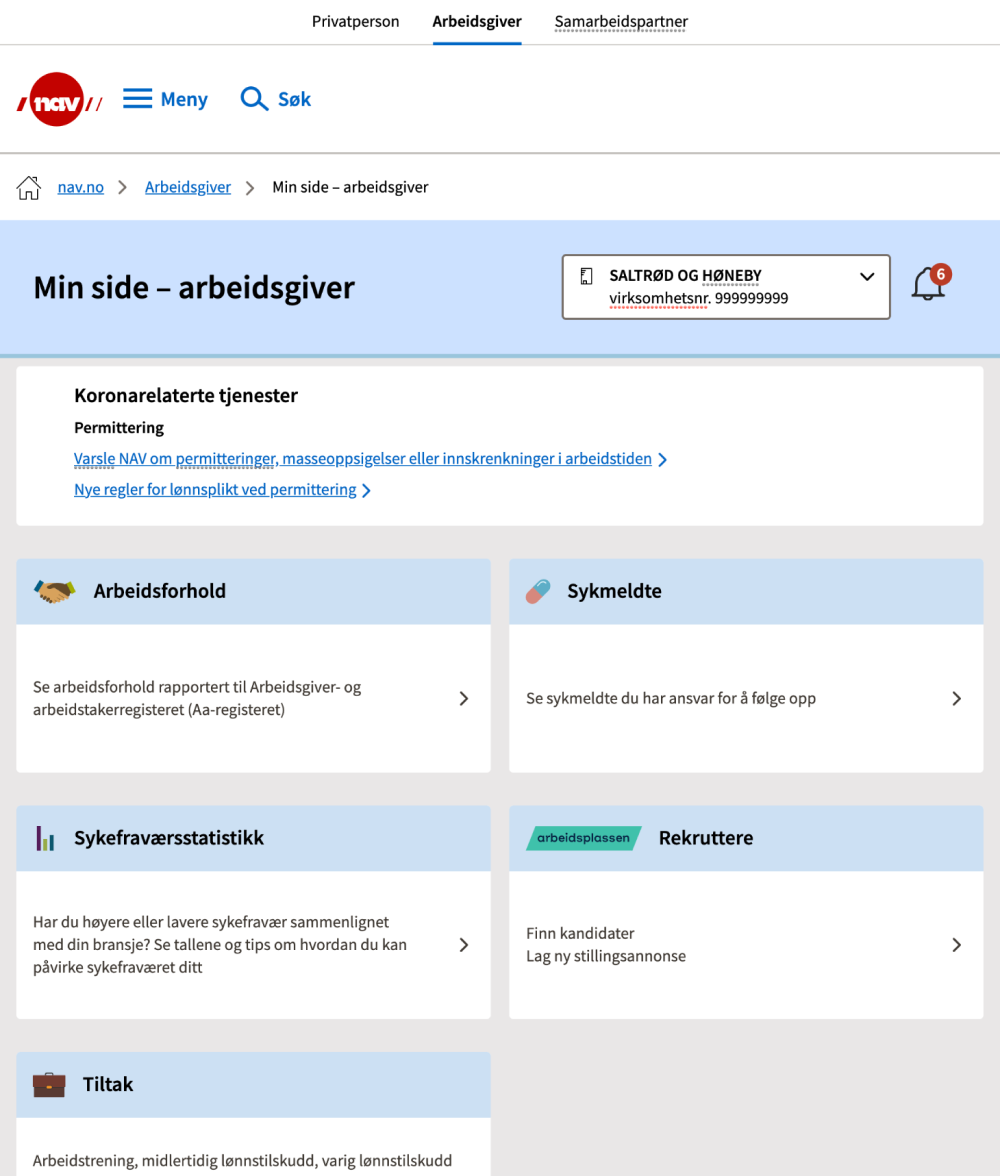 Privatperson Arbeidsgiver Samarbeidspartner
nav Meny Søk
nav.no Arbeidsgiver Min side – arbeidsgiver
Min side – arbeidsgiver
SALTRØD OG HØNEBY
virksomhetsnr. 999999999
6
Koronarelaterte tjenester
Permittering
Varsle NAV om permitteringer, masseoppsigelser eller innskrenkninger i arbeidstiden
Nye regler for lønnsplikt ved permittering
Arbeidsforhold
Se arbeidsforhold rapportert til Arbeidsgiver- og
arbeidstakerregisteret (Aa-registeret)
Sykmeldte
Se sykmeldte du har ansvar for å følge opp
Sykefraværsstatistikk
Har du høyere eller lavere sykefravær sammenlignet
med din bransje? Se tallene og tips om hvordan du kan
påvirke sykefraværet ditt
arbeidsplassen Rekruttere
Finn kandidater
Lag ny stillingsannonse
Tiltak
Arbeidstrening, midlertidig lønnstilskudd, varig lønnstilskudd